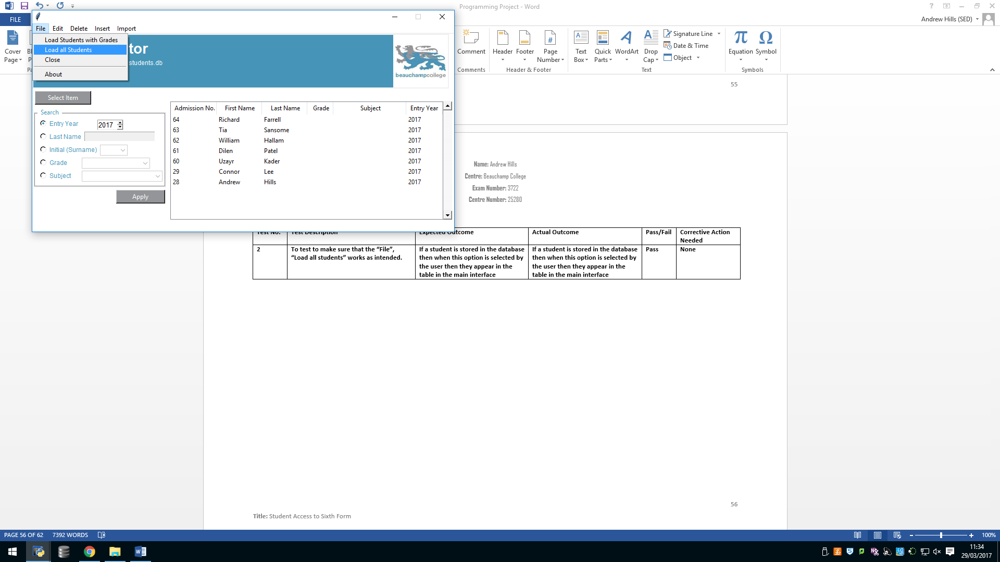 Programming Project - Word
FILE
Andrew Hills (SED)
File Edit Delete Insert Import
Load Students with Grades
Load all Students
Close
About
tor
students.db
beauchampcollege
Cover
Page
Comment
Comments
Header
Footer
Page
Number
Header & Footer
Text
Box
Quick
Parts
WordArt
Drop
Cap
Signature Line
Date & Time
Object
Text
Equation
Symbol
Symbols
55
Select Item
Search
Entry Year 2017
Last Name
Initial (Surname)
Grade
Subject
Apply
Admission No. First Name Last Name Grade Subject Entry Year
64 Richard Farrell 2017
63 Tia Sansome 2017
62 William Hallam 2017
61 Dilen Patel 2017
60 Uzayr Kader 2017
29 Connor Lee 2017
28 Andrew Hills 2017
Name: Andrew Hills
Centre: Beauchamp College
Exam Number: 3722
Centre Number: 25280
Test No. Test Description Expected Outcome Actual Outcome Pass/Fail Corrective Action
Needed
2
To test to make sure that the “File”,
“Load all students” works as intended.
If a student is stored in the database
then when this option is selected by
the user then they appear in the
table in the main interface
If a student is stored in the database
then when this option is selected by
the user then they appear in the
table in the main interface
Pass
None
56
Title: Student Access to Sixth Form
PAGE 56 OF 62 7392 WORDS
100%
11:34
29/03/2017